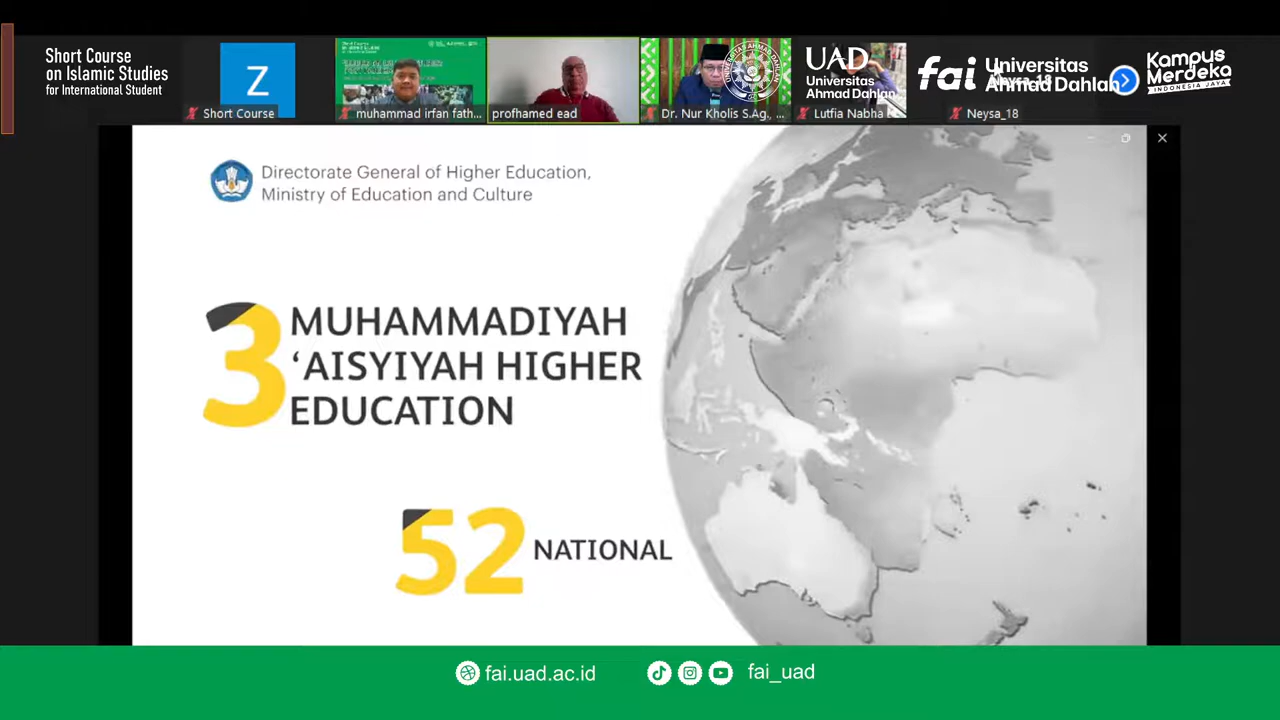 Short Course
on Islamic Studies
for International Student
Z
Short Course
muhammad irfan fath...
profhamed ead
Dr. Nur Kholis S.Ag., ...
UAD
Universitas
Ahmad Dahlan
Lutfia Nabha
fai Universitas
Ahmad Dahlan
Neysa_18
Neysa_18
Kampus
Merdeka
INDONESIA JAYA
Directorate General of Higher Education,
Ministry of Education and Culture
3 MUHAMMADIYAH
‘AISYIYAH HIGHER
EDUCATION
52 NATIONAL
fai.uad.ac.id
fai_uad